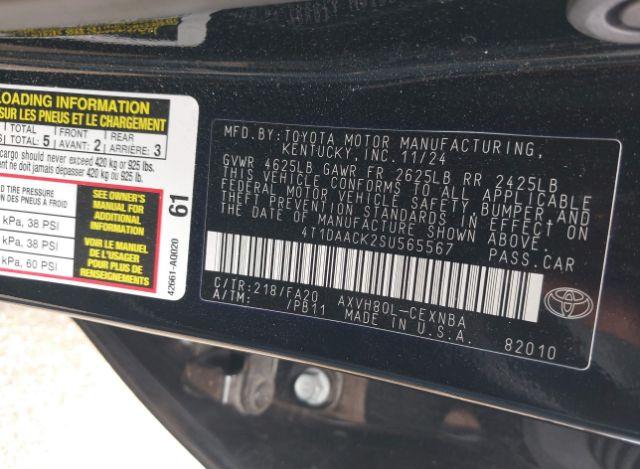 LOADING INFORMATION
SUR LES PNEUS ET LE CHARGEMENT
TOTAL: 5
FRONT AVANT: 2
REAR ARRIÈRE: 3
cargo should never exceed 420 kg or 925 lbs.
ne doit jamais dépasser 420 kg ou 925 lb.
TIRE PRESSURE
DES PNEUS À FROID
kPa, 38 PSI
kPa, 38 PSI
kPa, 60 PSI
SEE OWNER'S
MANUAL FOR
ADDITIONAL
INFORMATION
VOIR LE MANUEL
DE L'USAGER
POUR PLUS DE
RENSEIGNEMENTS
42661-A0020
61
MFD.BY:TOYOTA MOTOR MANUFACTURING,
KENTUCKY, INC. 11/24
GVWR 4625LB GAWR FR 2625LB RR 2425LB
THIS VEHICLE CONFORMS TO ALL APPLICABLE
FEDERAL MOTOR VEHICLE SAFETY, BUMPER, AND
THEFT PREVENTION STANDARDS IN EFFECT ON
THE DATE OF MANUFACTURE SHOWN ABOVE.
4T1DAACK2SU565567 PASS.CAR
C/TR:218/FA20 AXVH80L-CEXNBA
A/TM: /PB11 MADE IN U.S.A.
82010